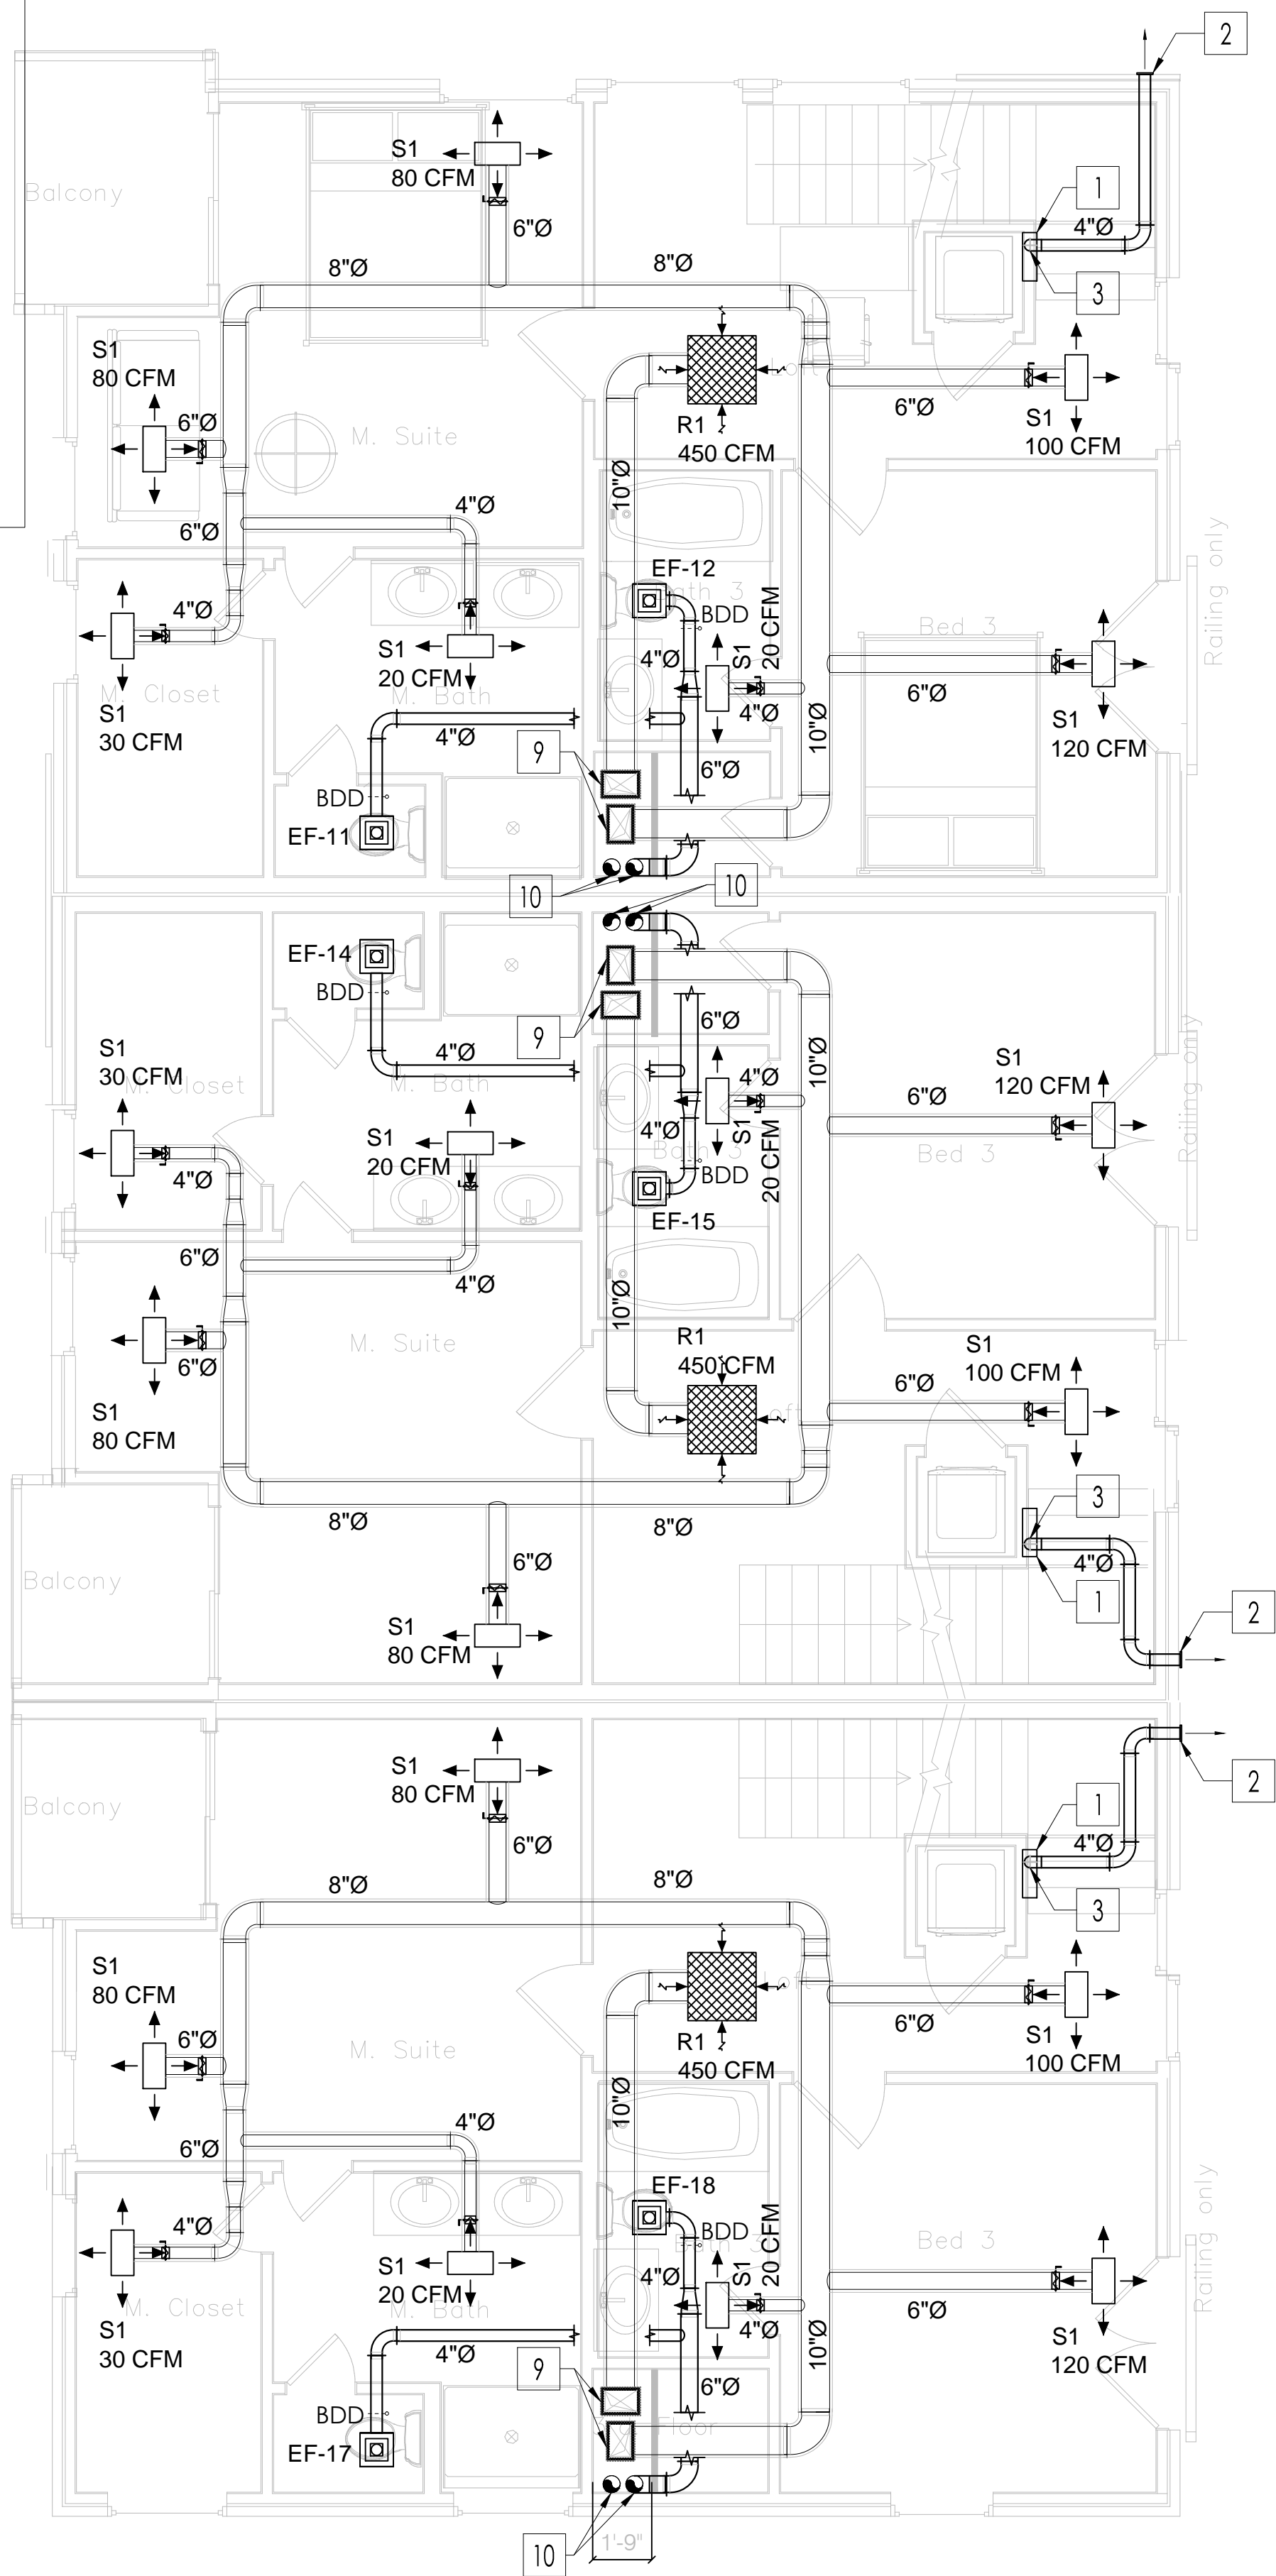 2
S1
80 CFM
Balcony
1
4"Ø
6"Ø
3
8"Ø
8"Ø
S1
80 CFM
Loft
6"Ø
M. Suite
R1
450 CFM
6"Ø
S1
100 CFM
10"Ø
6"Ø
4"Ø
Railing only
EF-12
Bath 3
4"Ø
BDD
S1
20 CFM
Bed 3
S1
20 CFM
4"Ø
6"Ø
M. Closet
M. Bath
4"Ø
S1
30 CFM
4"Ø
S1
120 CFM
9
6"Ø
10"Ø
BDD
EF-11
10
10
EF-14
BDD
9
6"Ø
10"Ø
S1
30 CFM
4"Ø
S1
120 CFM
M. Closet
M. Bath
4"Ø
6"Ø
Railing only
S1
20 CFM
4"Ø
S1
20 CFM
Bath 3
Bed 3
4"Ø
BDD
EF-15
6"Ø
4"Ø
10"Ø
M. Suite
R1
450 CFM
S1
100 CFM
6"Ø
6"Ø
S1
80 CFM
Loft
3
8"Ø
8"Ø
6"Ø
4"Ø
Balcony
1
2
S1
80 CFM
S1
80 CFM
2
Balcony
1
4"Ø
6"Ø
8"Ø
8"Ø
3
S1
80 CFM
Loft
6"Ø
6"Ø
M. Suite
R1
450 CFM
S1
100 CFM
10"Ø
4"Ø
6"Ø
EF-18
Railing only
4"Ø
BDD
Bath 3
S1
20 CFM
Bed 3
S1
20 CFM
4"Ø
M. Closet
M. Bath
4"Ø
6"Ø
S1
30 CFM
4"Ø
S1
120 CFM
9
6"Ø
10"Ø
BDD
Floor
EF-17
10
1'-9"